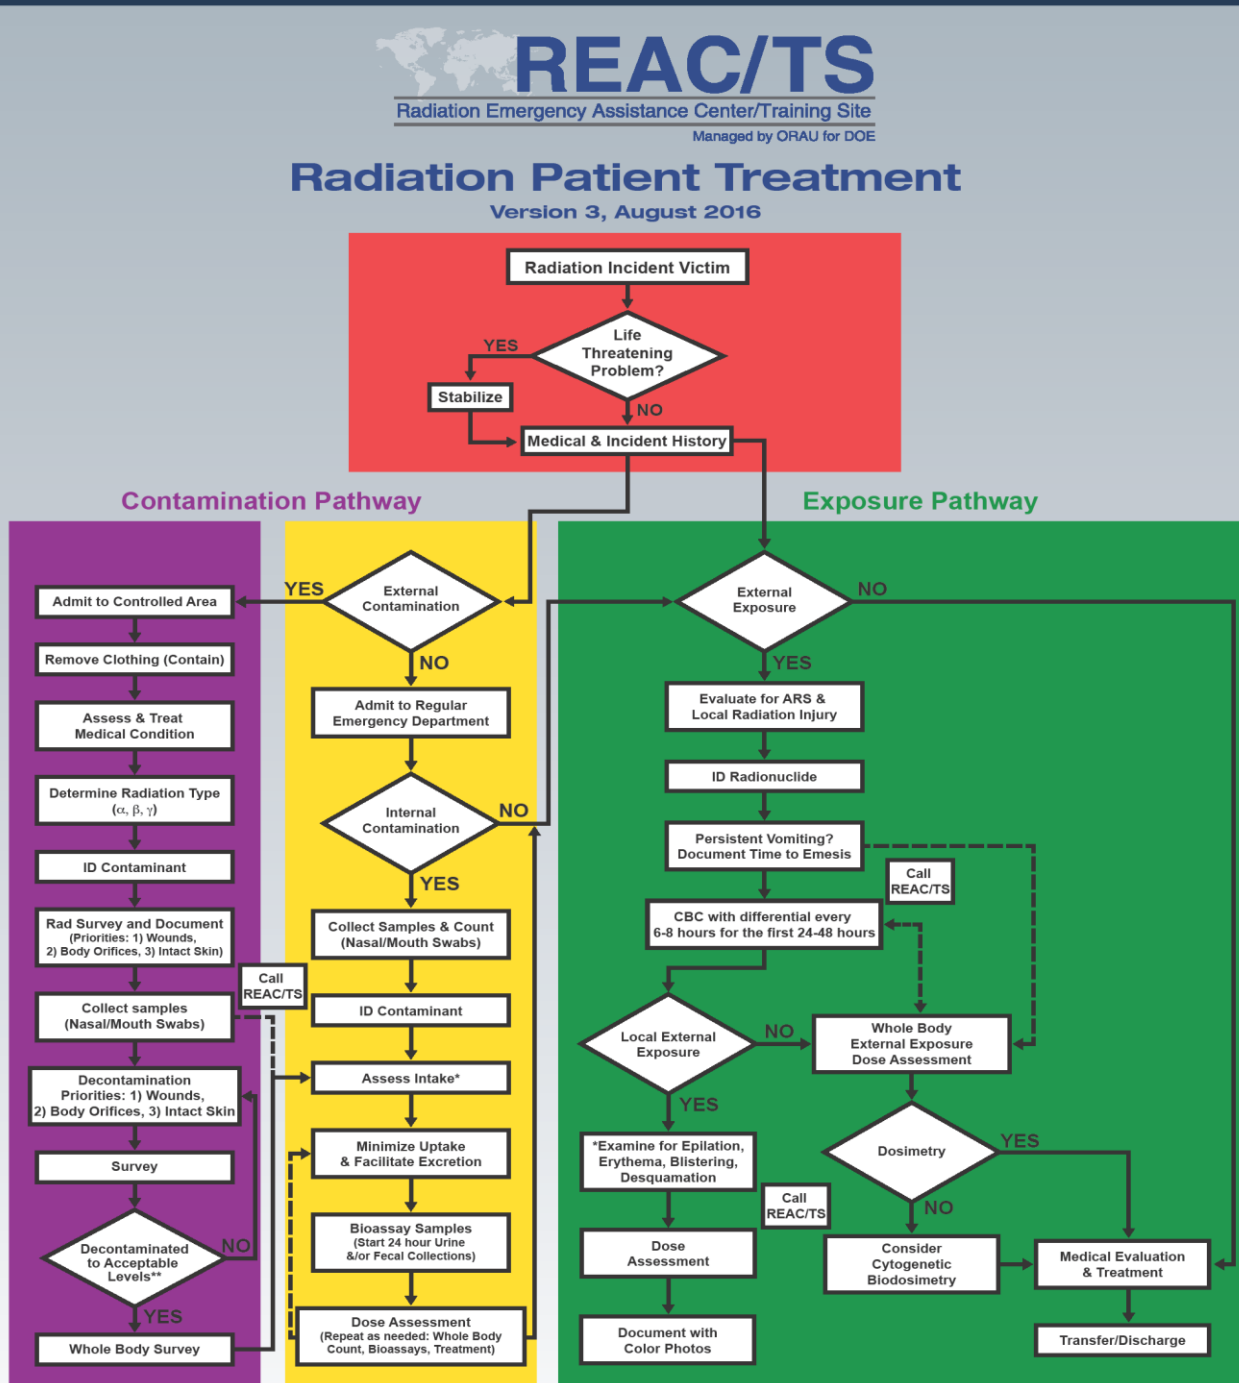 REAC/TS
Radiation Emergency Assistance Center/Training Site
Managed by ORAU for DOE
Radiation Patient Treatment
Version 3, August 2016
Radiation Incident Victim
Life
Threatening
Problem?
YES
Stabilize
NO
Medical & Incident History
Contamination Pathway
Admit to Controlled Area
Remove Clothing (Contain)
Assess & Treat
Medical Condition
Determine Radiation Type
(α, β, γ)
ID Contaminant
Rad Survey and Document
(Priorities: 1) Wounds,
2) Body Orifices, 3) Intact Skin)
Collect samples
(Nasal/Mouth Swabs)
Call
REAC/TS
Decontamination
Priorities: 1) Wounds,
2) Body Orifices, 3) Intact Skin
Survey
Decontaminated
to Acceptable
Levels**
NO
YES
Whole Body Survey
External
Contamination
YES
NO
Admit to Regular
Emergency Department
Internal
Contamination
NO
YES
Collect Samples & Count
(Nasal/Mouth Swabs)
ID Contaminant
Assess Intake*
Minimize Uptake
& Facilitate Excretion
Bioassay Samples
(Start 24 hour Urine
&/or Fecal Collections)
Dose Assessment
(Repeat as needed: Whole Body
Count, Bioassays, Treatment)
Exposure Pathway
External
Exposure
NO
YES
Evaluate for ARS &
Local Radiation Injury
ID Radionuclide
Persistent Vomiting?
Document Time to Emesis
Call
REAC/TS
CBC with differential every
6-8 hours for the first 24-48 hours
Local External
Exposure
NO
YES
*Examine for Epilation,
Erythema, Blistering,
Desquamation
Call
REAC/TS
Dose
Assessment
Document with
Color Photos
Whole Body
External Exposure
Dose Assessment
Dosimetry
YES
NO
Consider
Cytogenetic
Biodosimetry
Medical Evaluation
& Treatment
Transfer/Discharge